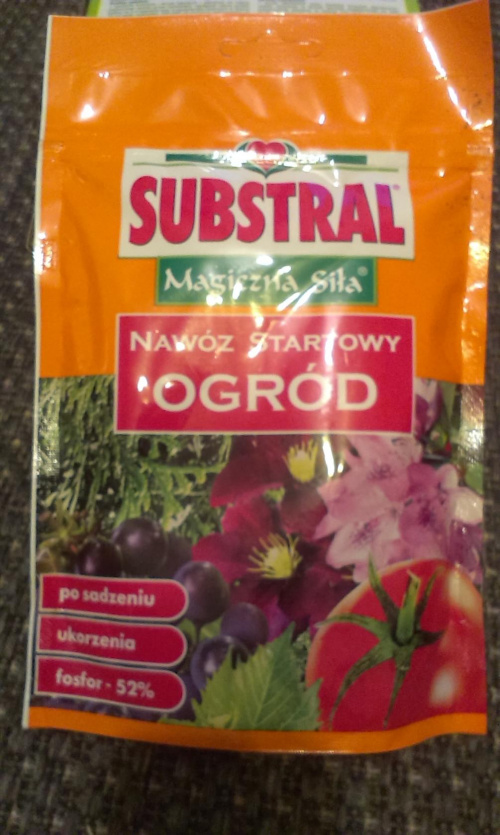 SUBSTRAL®
Magiczna Siła®
NAWÓZ STARTOWY
OGRÓD
po sadzeniu
ukorzenia
fosfor - 52%